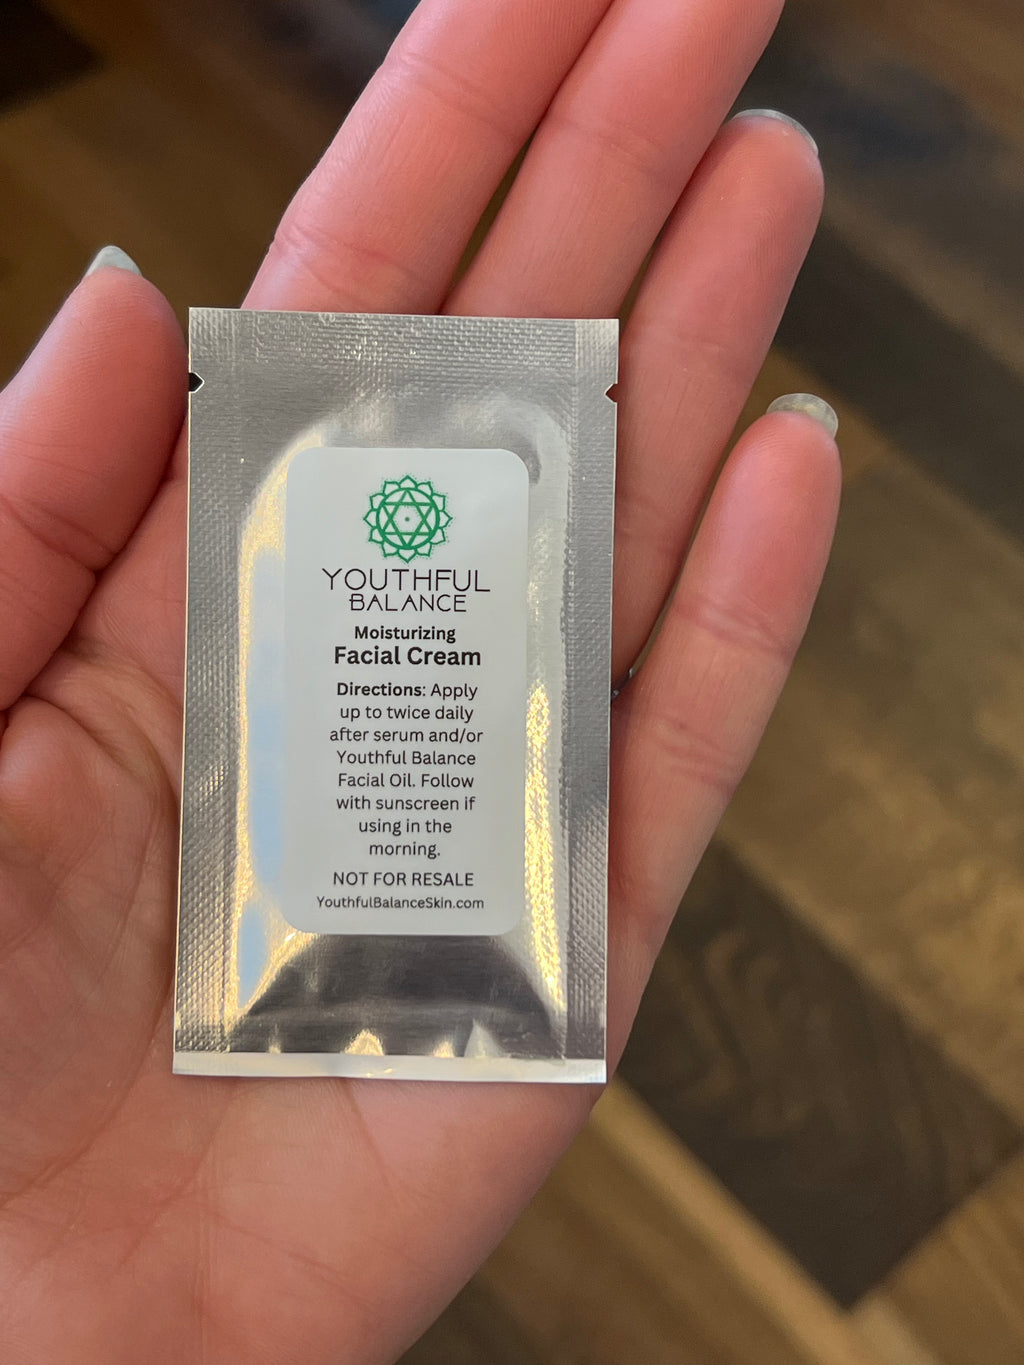 YOUTHFUL
BALANCE
Moisturizing
Facial Cream
Directions: Apply
up to twice daily
after serum and/or
Youthful Balance
Facial Oil. Follow
with sunscreen if
using in the
morning.
NOT FOR RESALE
YouthfulBalanceSkin.com